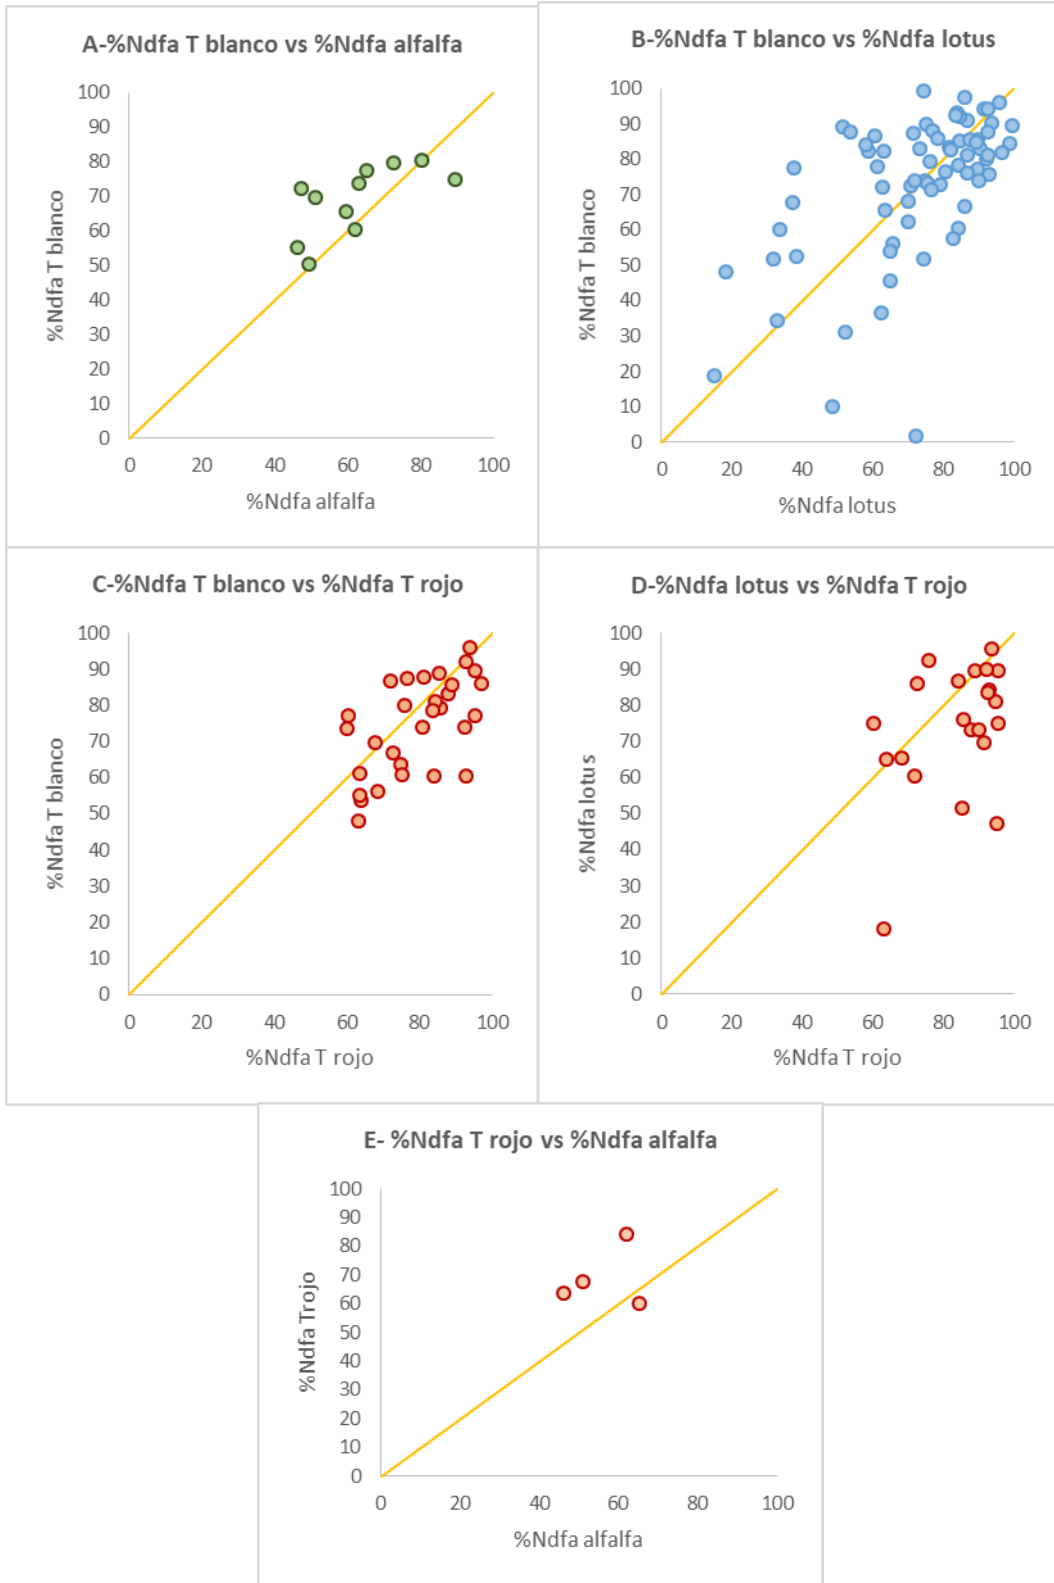 A-%Ndfa T blanco vs %Ndfa alfalfa
100
90
80
70
60
50
40
30
20
10
0
%Ndfa T blanco
0 20 40 60 80 100
%Ndfa alfalfa
B-%Ndfa T blanco vs %Ndfa lotus
100
90
80
70
60
50
40
30
20
10
0
%Ndfa T blanco
0 20 40 60 80 100
%Ndfa lotus
C-%Ndfa T blanco vs %Ndfa T rojo
100
90
80
70
60
50
40
30
20
10
0
%Ndfa T blanco
0 20 40 60 80 100
%Ndfa T rojo
D-%Ndfa lotus vs %Ndfa T rojo
100
90
80
70
60
50
40
30
20
10
0
%Ndfa lotus
0 20 40 60 80 100
%Ndfa T rojo
E- %Ndfa T rojo vs %Ndfa alfalfa
100
90
80
70
60
50
40
30
20
10
0
%Ndfa Trojo
0 20 40 60 80 100
%Ndfa alfalfa